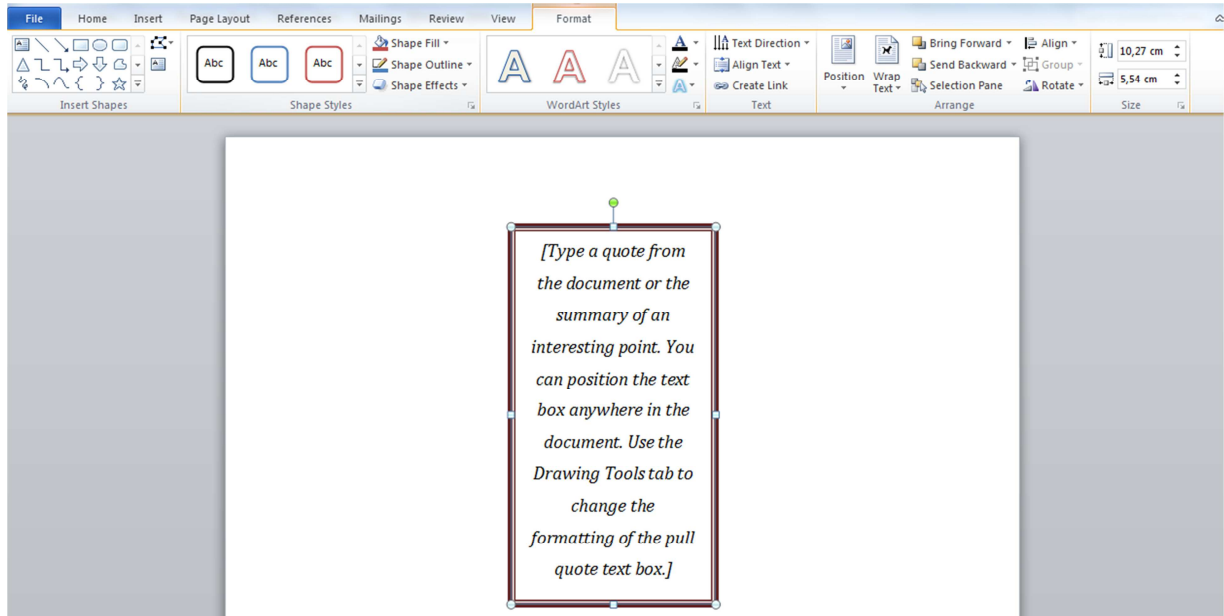 File Home Insert Page Layout References Mailings Review View Format
Abc Abc Abc Shape Fill A A A A Text Direction Bring Forward Align 10,27 cm
Shape Outline Align Text Position Wrap Text Send Backward Group 5,54 cm
Shape Effects A Create Link Selection Pane Rotate
Insert Shapes Shape Styles WordArt Styles Text Arrange Size
[Type a quote from
the document or the
summary of an
interesting point. You
can position the text
box anywhere in the
document. Use the
Drawing Tools tab to
change the
formatting of the pull
quote text box.]